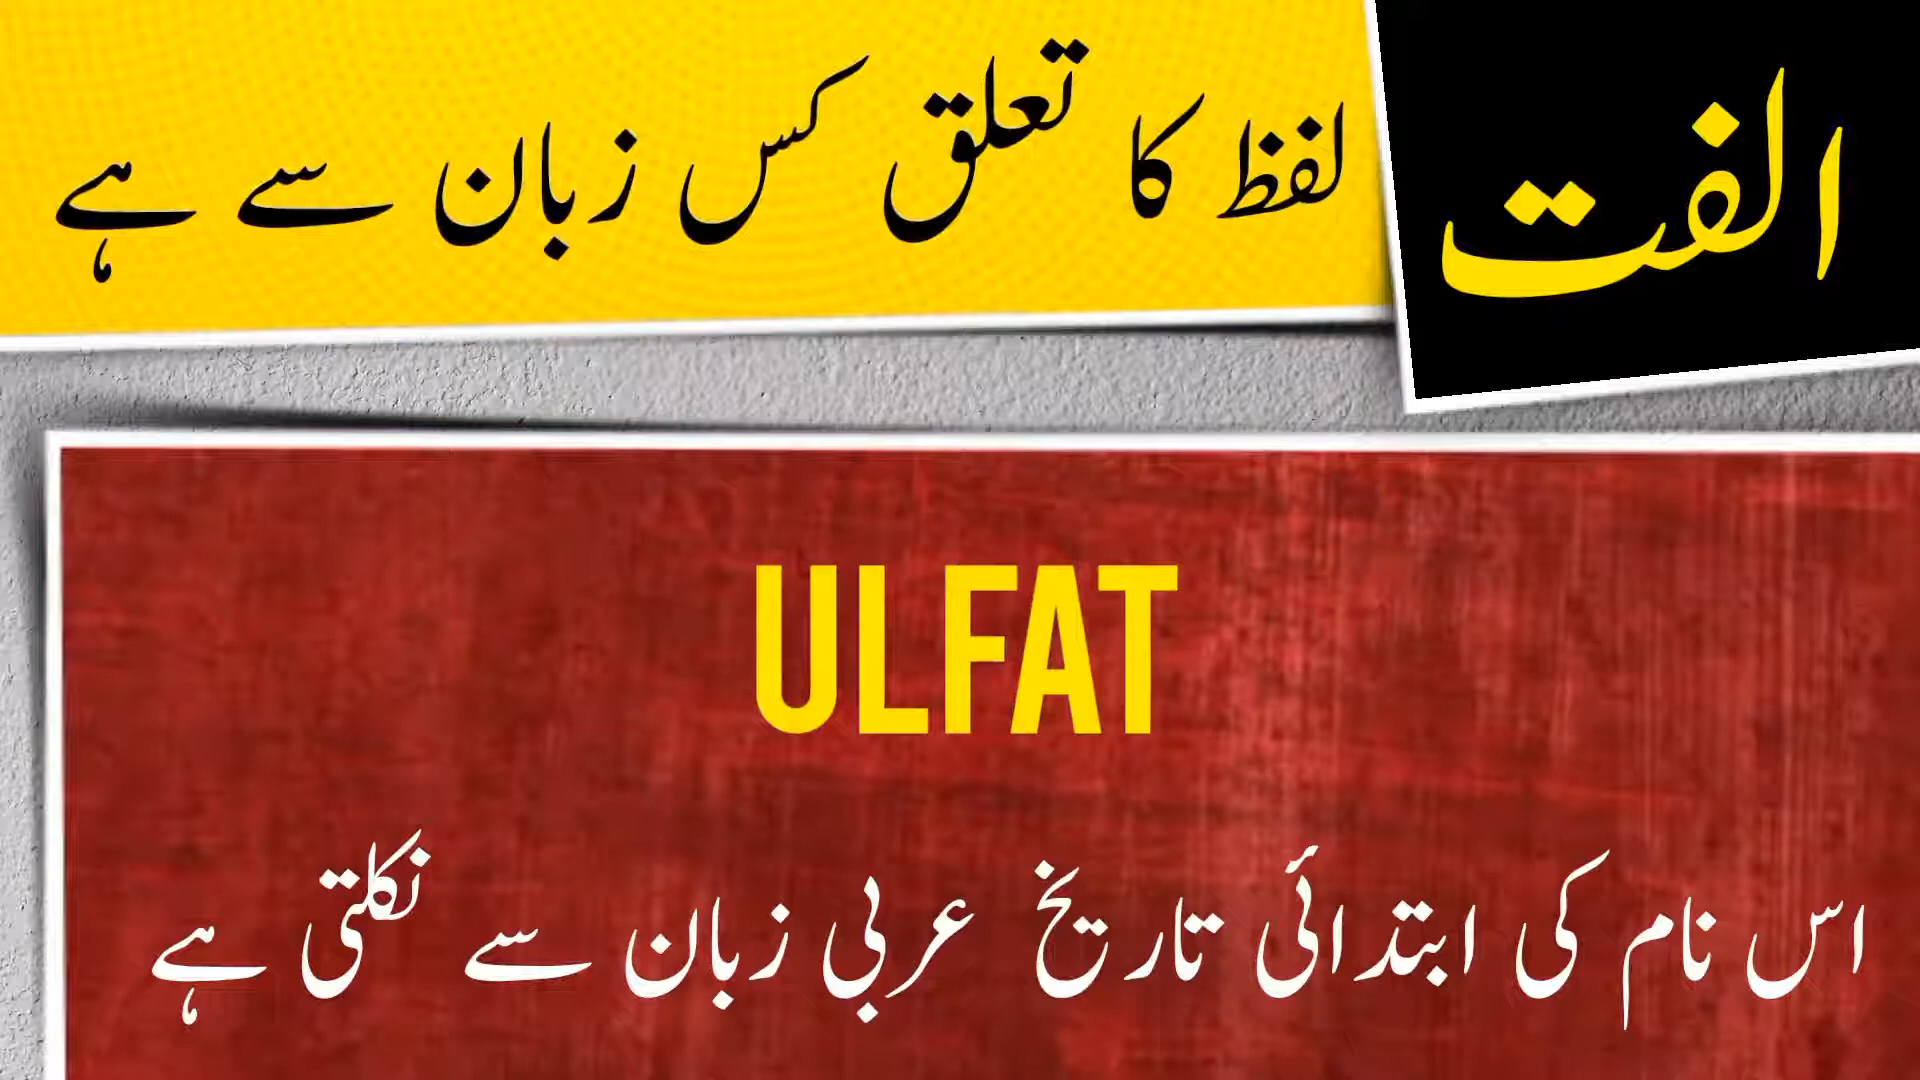 الفت
لفظ کا تعلق کس زبان سے ہے
ULFAT
اس نام کی ابتدائی تاریخ عربی زبان سے نکلتی ہے